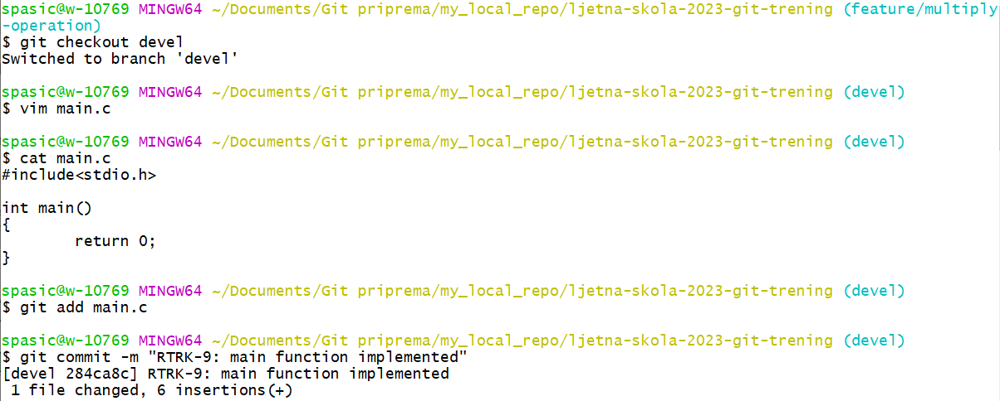 spasic@w-10769 MINGW64 ~/Documents/Git priprema/my_local_repo/ljetna-skola-2023-git-trening (feature/multiply
-operation)
$ git checkout devel
Switched to branch 'devel'

spasic@w-10769 MINGW64 ~/Documents/Git priprema/my_local_repo/ljetna-skola-2023-git-trening (devel)
$ vim main.c

spasic@w-10769 MINGW64 ~/Documents/Git priprema/my_local_repo/ljetna-skola-2023-git-trening (devel)
$ cat main.c
#include<stdio.h>

int main()
{
        return 0;
}

spasic@w-10769 MINGW64 ~/Documents/Git priprema/my_local_repo/ljetna-skola-2023-git-trening (devel)
$ git add main.c

spasic@w-10769 MINGW64 ~/Documents/Git priprema/my_local_repo/ljetna-skola-2023-git-trening (devel)
$ git commit -m "RTRK-9: main function implemented"
[devel 284ca8c] RTRK-9: main function implemented
 1 file changed, 6 insertions(+)